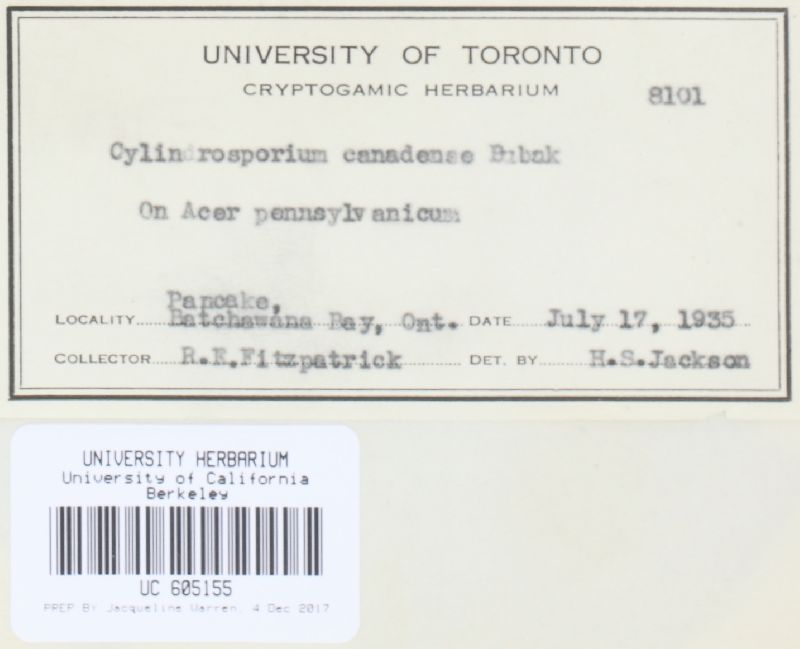 UNIVERSITY OF TORONTO
CRYPTOGAMIC HERBARIUM
8101
Cylindrosporium canadense Bubak
On Acer pennsylvanicum
Pancake,
LOCALITY Batchawana Bay, Ont. DATE July 17, 1935
COLLECTOR R.E.Fitzpatrick DET. BY H.S.Jackson
UNIVERSITY HERBARIUM
University of California
Berkeley
UC 605155
PREP BY Jacqueline Warren, 4 Dec 2017